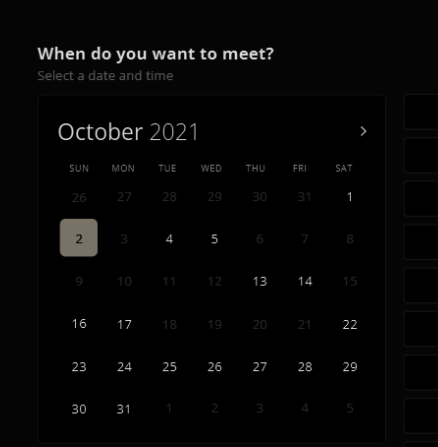 When do you want to meet?
Select a date and time
October 2021
SUN MON TUE WED THU FRI SAT
26 27 28 29 30 31 1
2 3 4 5 6 7 8
9 10 11 12 13 14 15
16 17 18 19 20 21 22
23 24 25 26 27 28 29
30 31 1 2 3 4 5